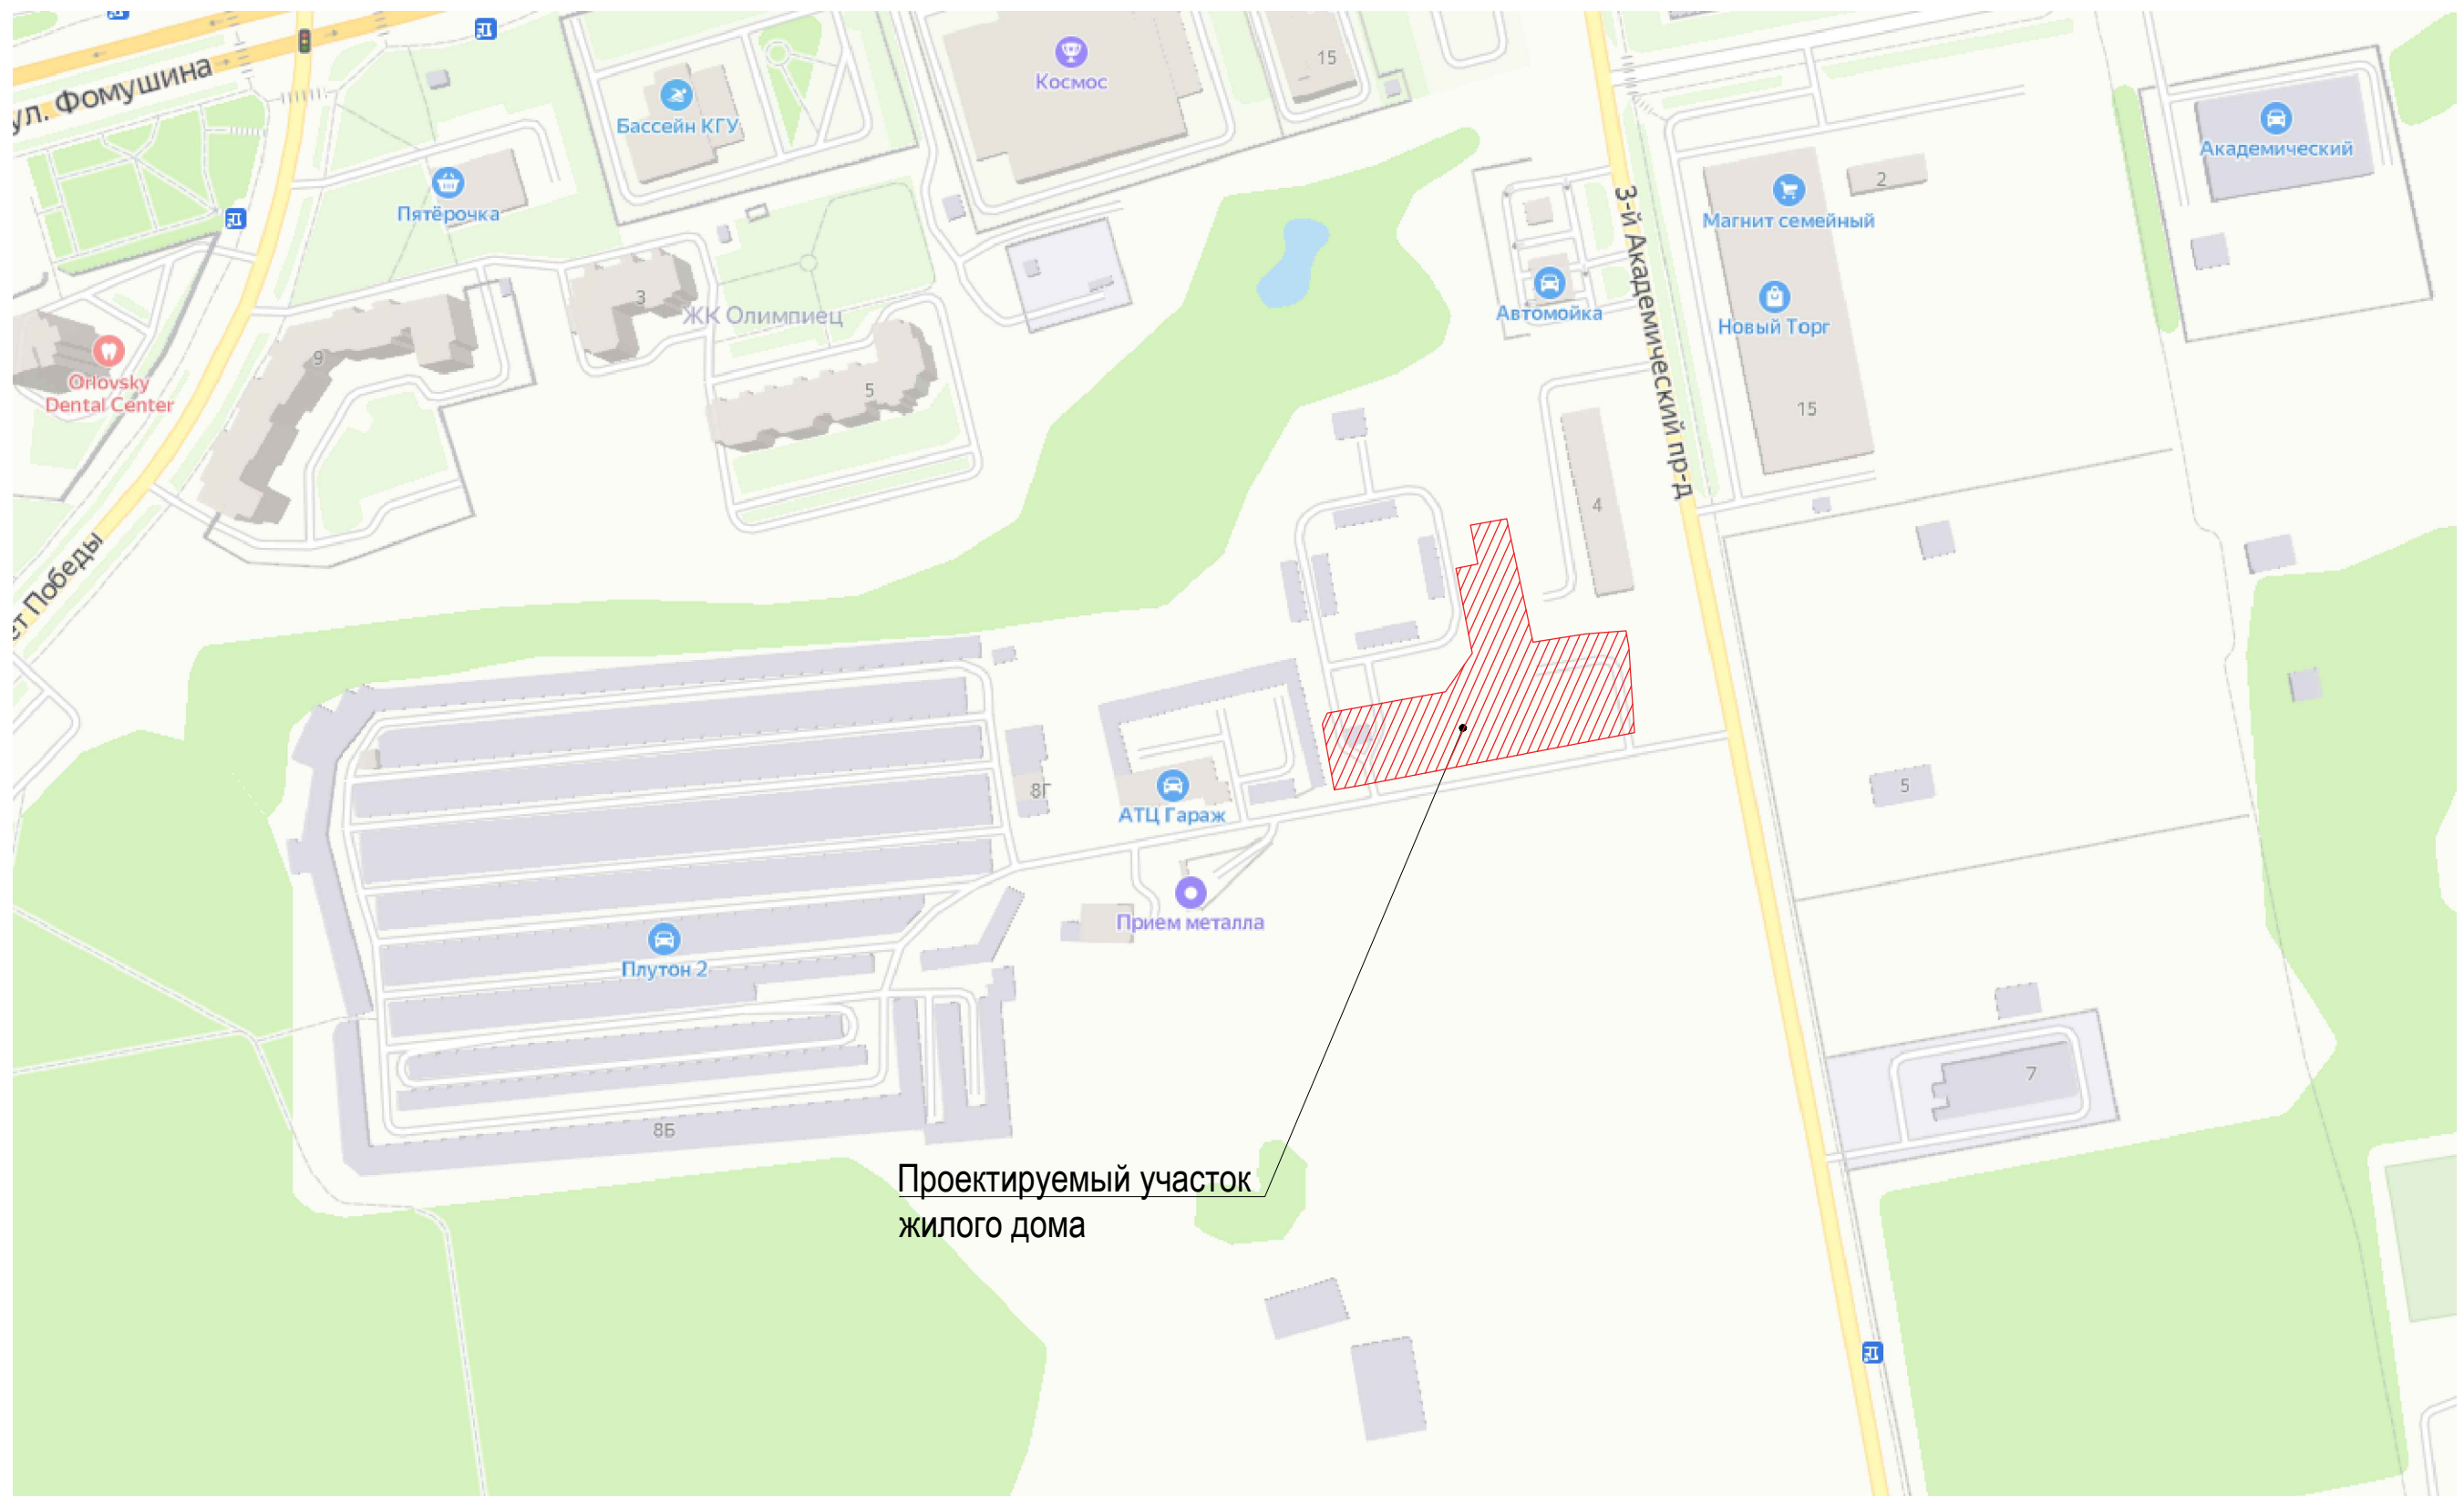 ул. Фомушина
Космос
15
Бассейн КГУ
Академический
Пятёрочка
2
Магнит семейный
3-й Академический пр-д
3
ЖК Олимпиец
Автомойка
Новый Торг
9
5
Orlovsky
Dental Center
15
4
ет Победы
8Г
АТЦ Гараж
5
Прием металла
Плутон 2
7
8Б
Проектируемый участок
жилого дома